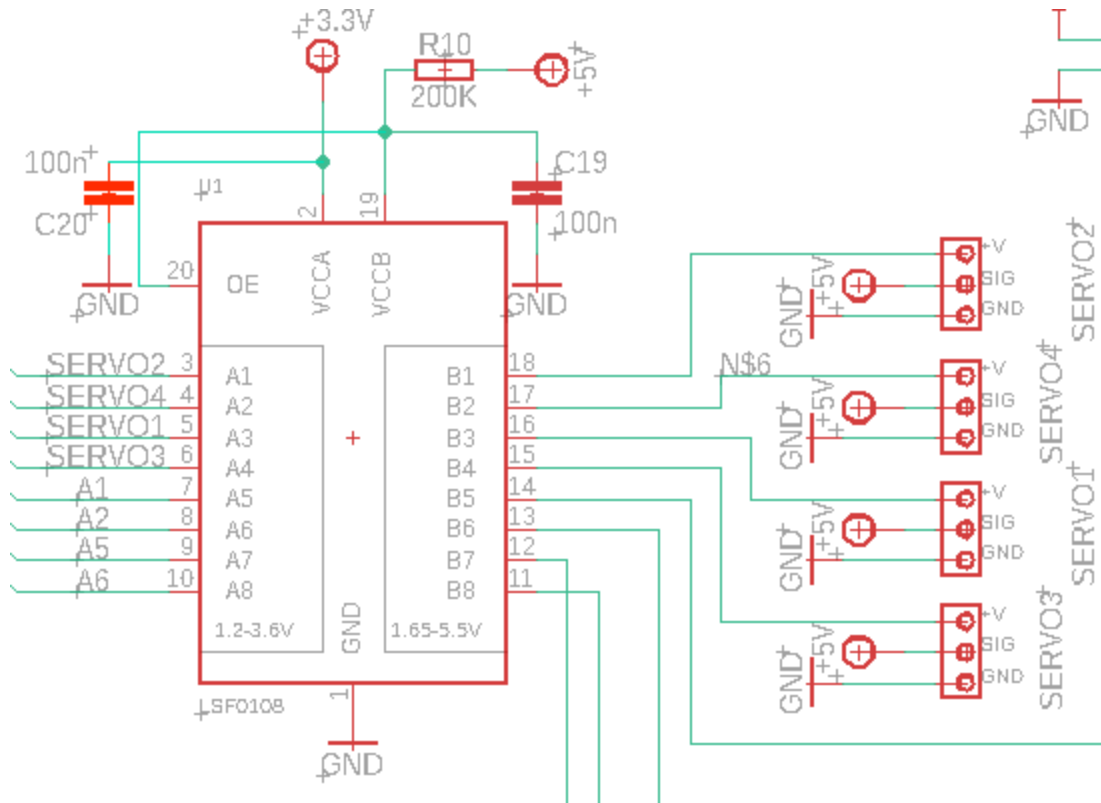 +3.3V
R10
200K
+5V
GND
100n
C20
GND
U1
2
19
C19
100n
GND
20
OE
VCCA
VCCB
SERVO2
3
A1
B1
18
SERVO4
4
A2
B2
17
N$6
SERVO1
5
A3
B3
16
SERVO3
6
A4
B4
15
A1
7
A5
B5
14
A2
8
A6
B6
13
A5
9
A7
B7
12
A6
10
A8
B8
11
1.2-3.6V
GND
1.65-5.5V
1
LSF0108
GND
GND
+5V
+V
SIG
GND
SERVO2
GND
+5V
+V
SIG
GND
SERVO4
GND
+5V
+V
SIG
GND
SERVO1
GND
+5V
+V
SIG
GND
SERVO3